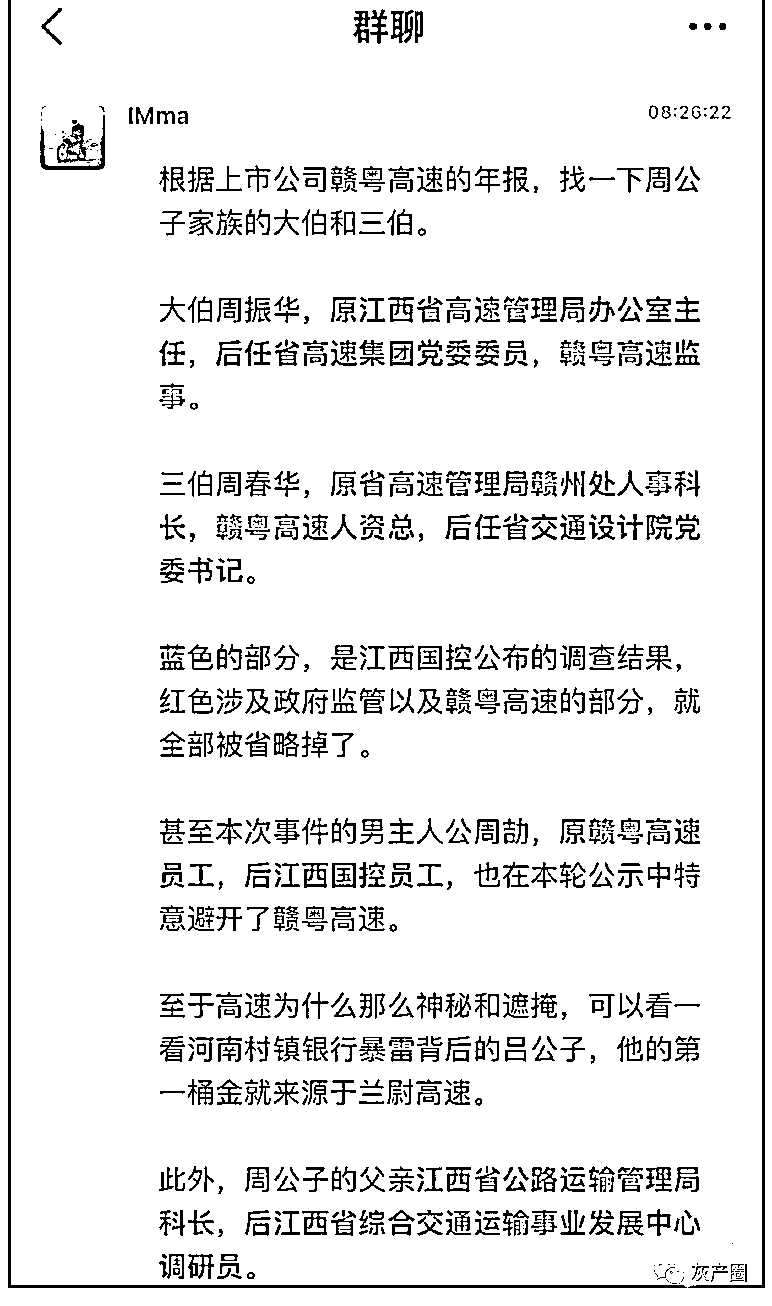 群聊
IMma 08:26:22
根据上市公司赣粤高速的年报，找一下周公
子家族的大伯和三伯。
大伯周振华，原江西省高速管理局办公室主
任，后任省高速集团党委委员，赣粤高速监
事。
三伯周春华，原省高速管理局赣州处人事科
长，赣粤高速人资总，后任省交通设计院党
委书记。
蓝色的部分，是江西国控公布的调查结果，
红色涉及政府监管以及赣粤高速的部分，就
全部被省略掉了。
甚至本次事件的男主人公周劼，原赣粤高速
员工，后江西国控员工，也在本轮公示中特
意避开了赣粤高速。
至于高速为什么那么神秘和遮掩，可以看一
看河南村镇银行暴雷背后的吕公子，他的第
一桶金就来源于兰尉高速。
此外，周公子的父亲江西省公路运输管理局
科长，后江西省综合交通运输事业发展中心
调研员。
灰产圈